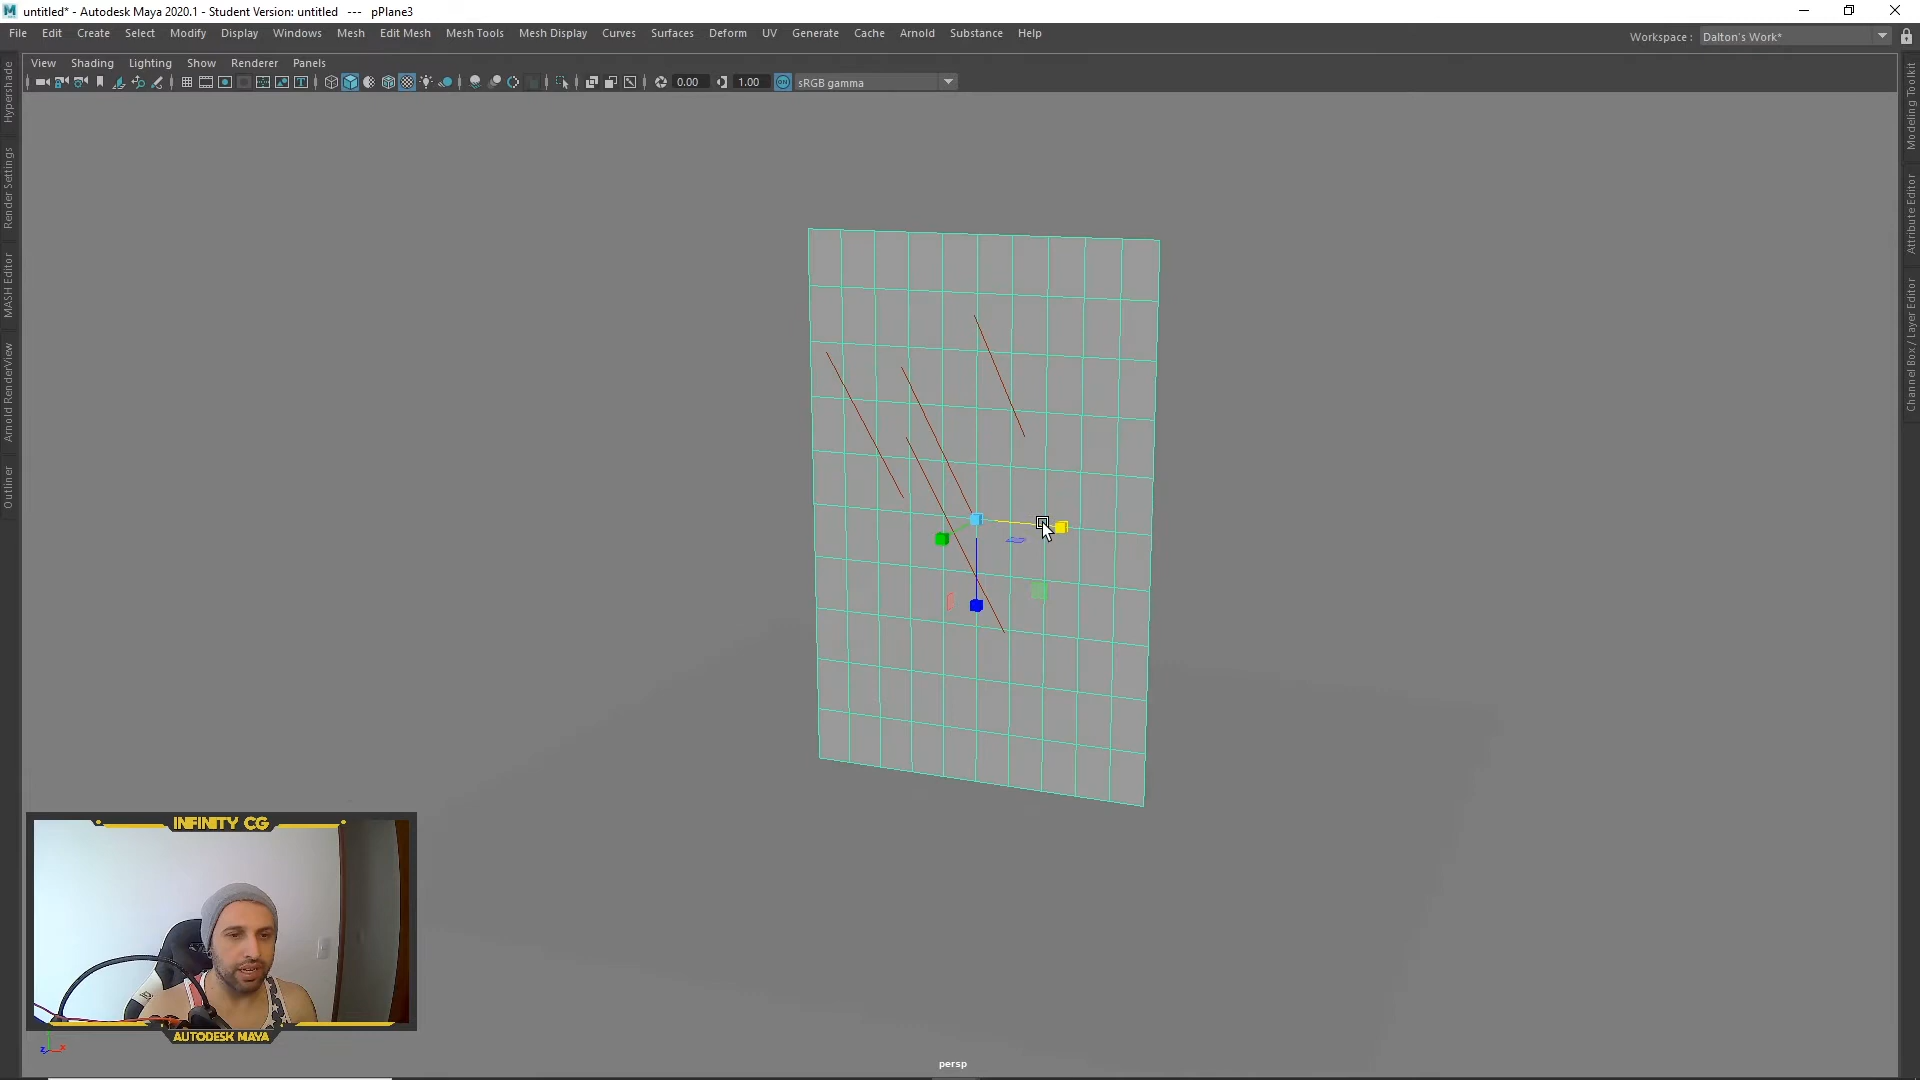 untitled* - Autodesk Maya 2020.1 - Student Version: untitled   ---   pPlane3
File Edit Create Select Modify Display Windows Mesh Edit Mesh Mesh Tools Mesh Display Curves Surfaces Deform UV Generate Cache Arnold Substance Help
Workspace : Dalton's Work*
View Shading Lighting Show Renderer Panels
0.00 1.00 ON sRGB gamma
Hypershade
Render Settings
MASH Editor
Arnold RenderView
Outliner
Modeling Toolkit
Attribute Editor
Channel Box / Layer Editor
INFINITY CG
AUTODESK MAYA
z x
persp